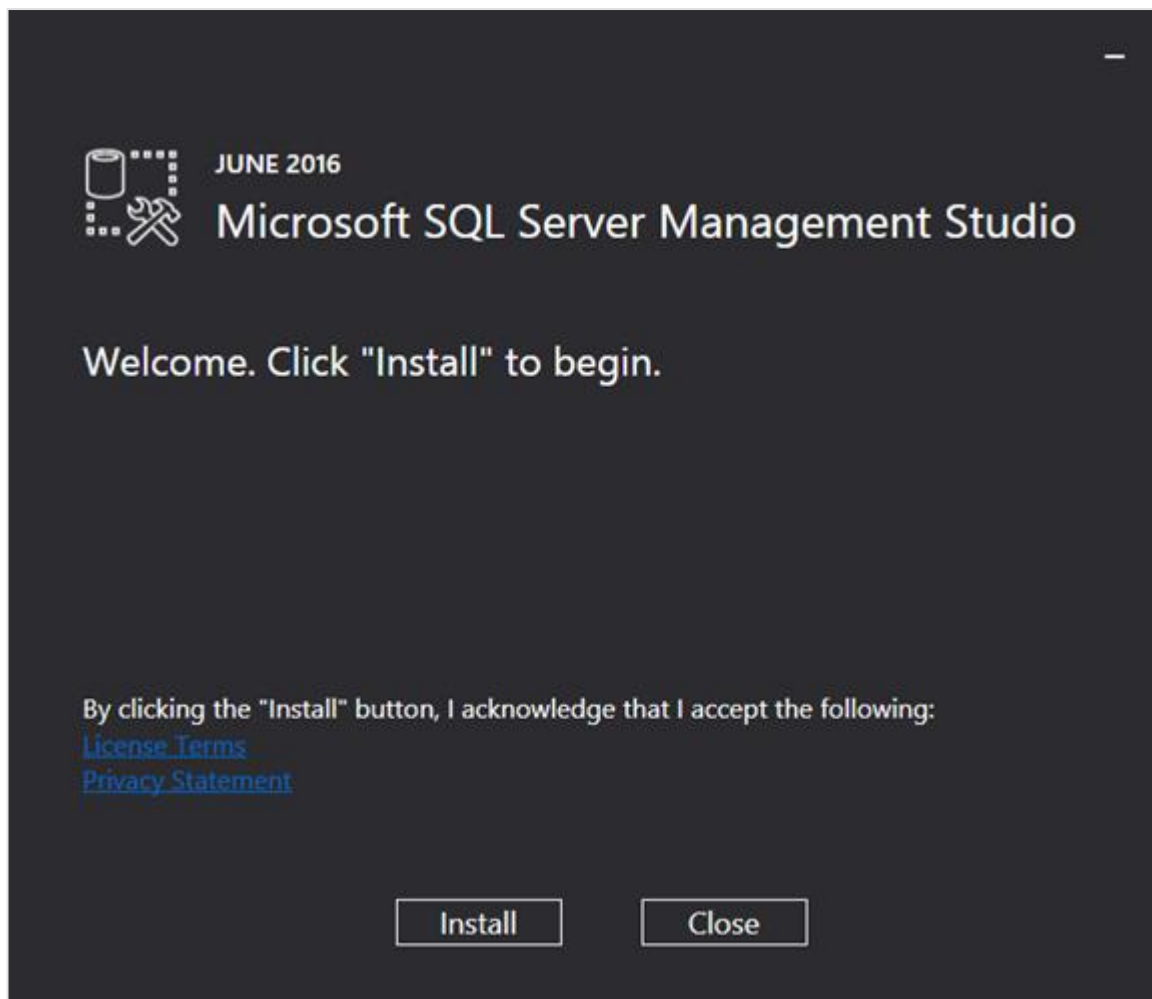 JUNE 2016
Microsoft SQL Server Management Studio
Welcome. Click "Install" to begin.
By clicking the "Install" button, I acknowledge that I accept the following:
License Terms
Privacy Statement
Install
Close